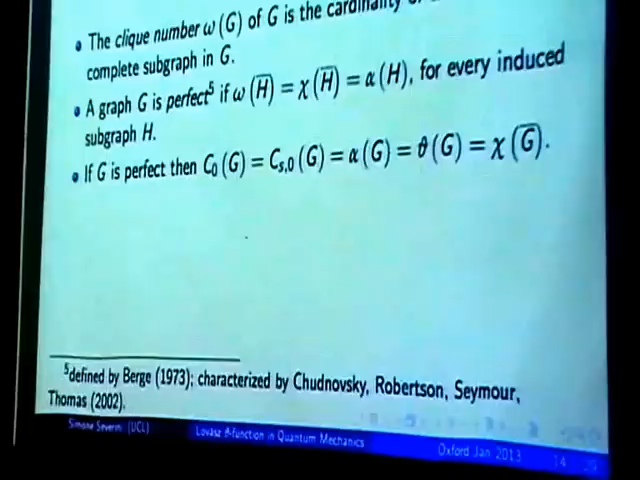 • The clique number ω(G) of G is the cardinality
complete subgraph in G.
• A graph G is perfect⁵ if ω(H̅) = χ(H̅) = α(H), for every induced
subgraph H.
• If G is perfect then C₀(G) = Cₛ,₀(G) = α(G) = ϑ(G) = χ(G̅).
⁵defined by Berge (1973); characterized by Chudnovsky, Robertson, Seymour,
Thomas (2002).
Simone Severini (UCL) Lovasz ϑ-function in Quantum Mechanics Oxford Jan 2013 14